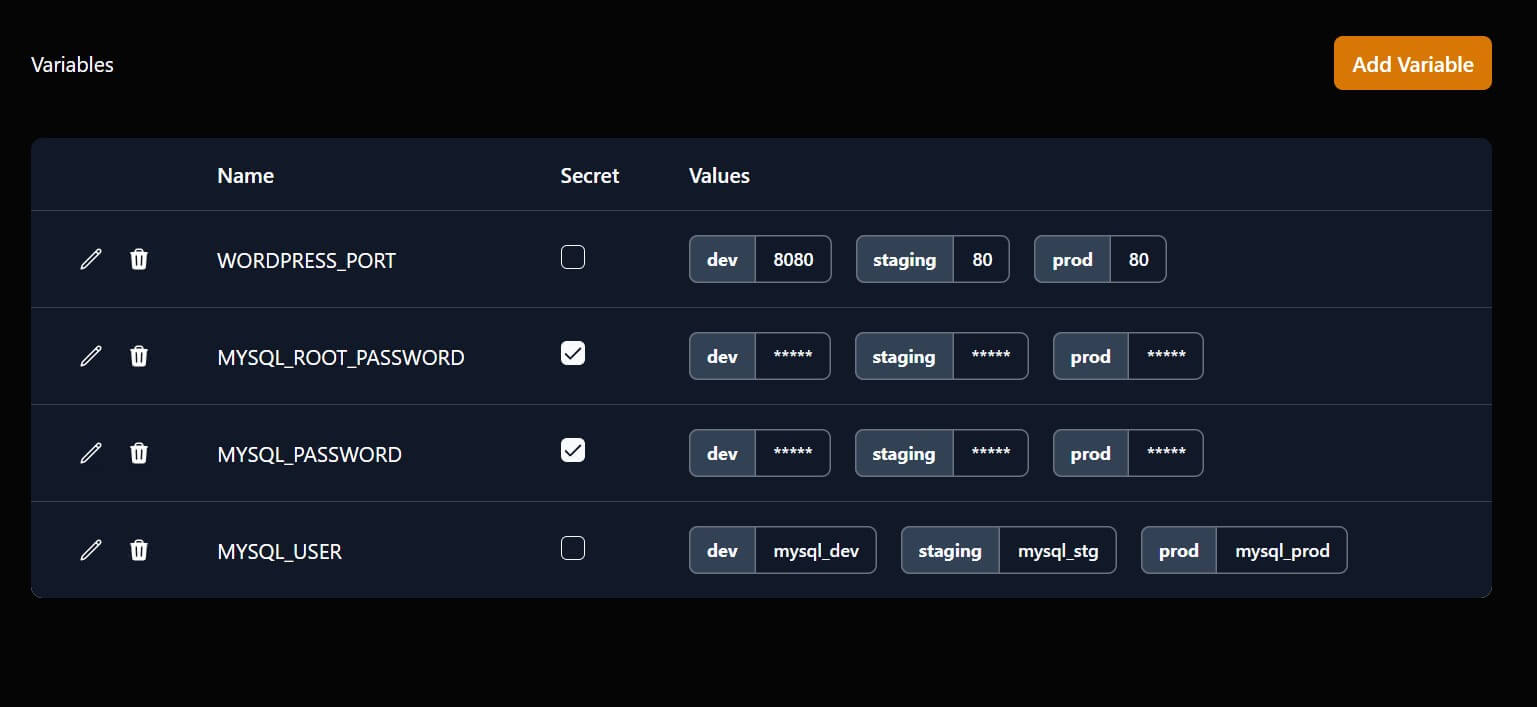 Variables
Add Variable
Name Secret Values
WORDPRESS_PORT dev 8080 staging 80 prod 80
MYSQL_ROOT_PASSWORD dev ***** staging ***** prod *****
MYSQL_PASSWORD dev ***** staging ***** prod *****
MYSQL_USER dev mysql_dev staging mysql_stg prod mysql_prod